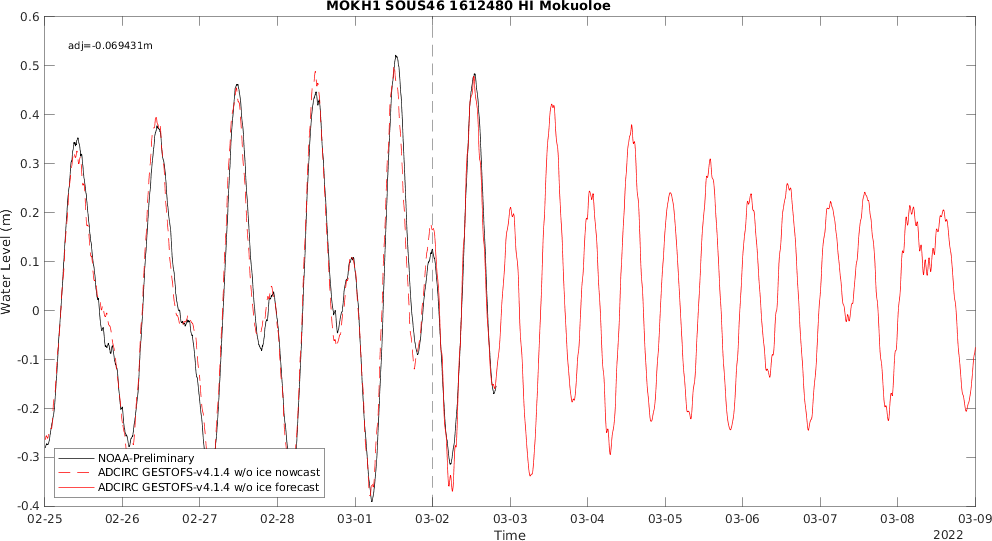 MOKH1 SOUS46 1612480 HI Mokuoloe
adj=-0.069431m
Water Level (m)
0.6
0.5
0.4
0.3
0.2
0.1
0
-0.1
-0.2
-0.3
-0.4
NOAA-Preliminary
ADCIRC GESTOFS-v4.1.4 w/o ice nowcast
ADCIRC GESTOFS-v4.1.4 w/o ice forecast
02-25 02-26 02-27 02-28 03-01 03-02 03-03 03-04 03-05 03-06 03-07 03-08 03-09
Time
2022